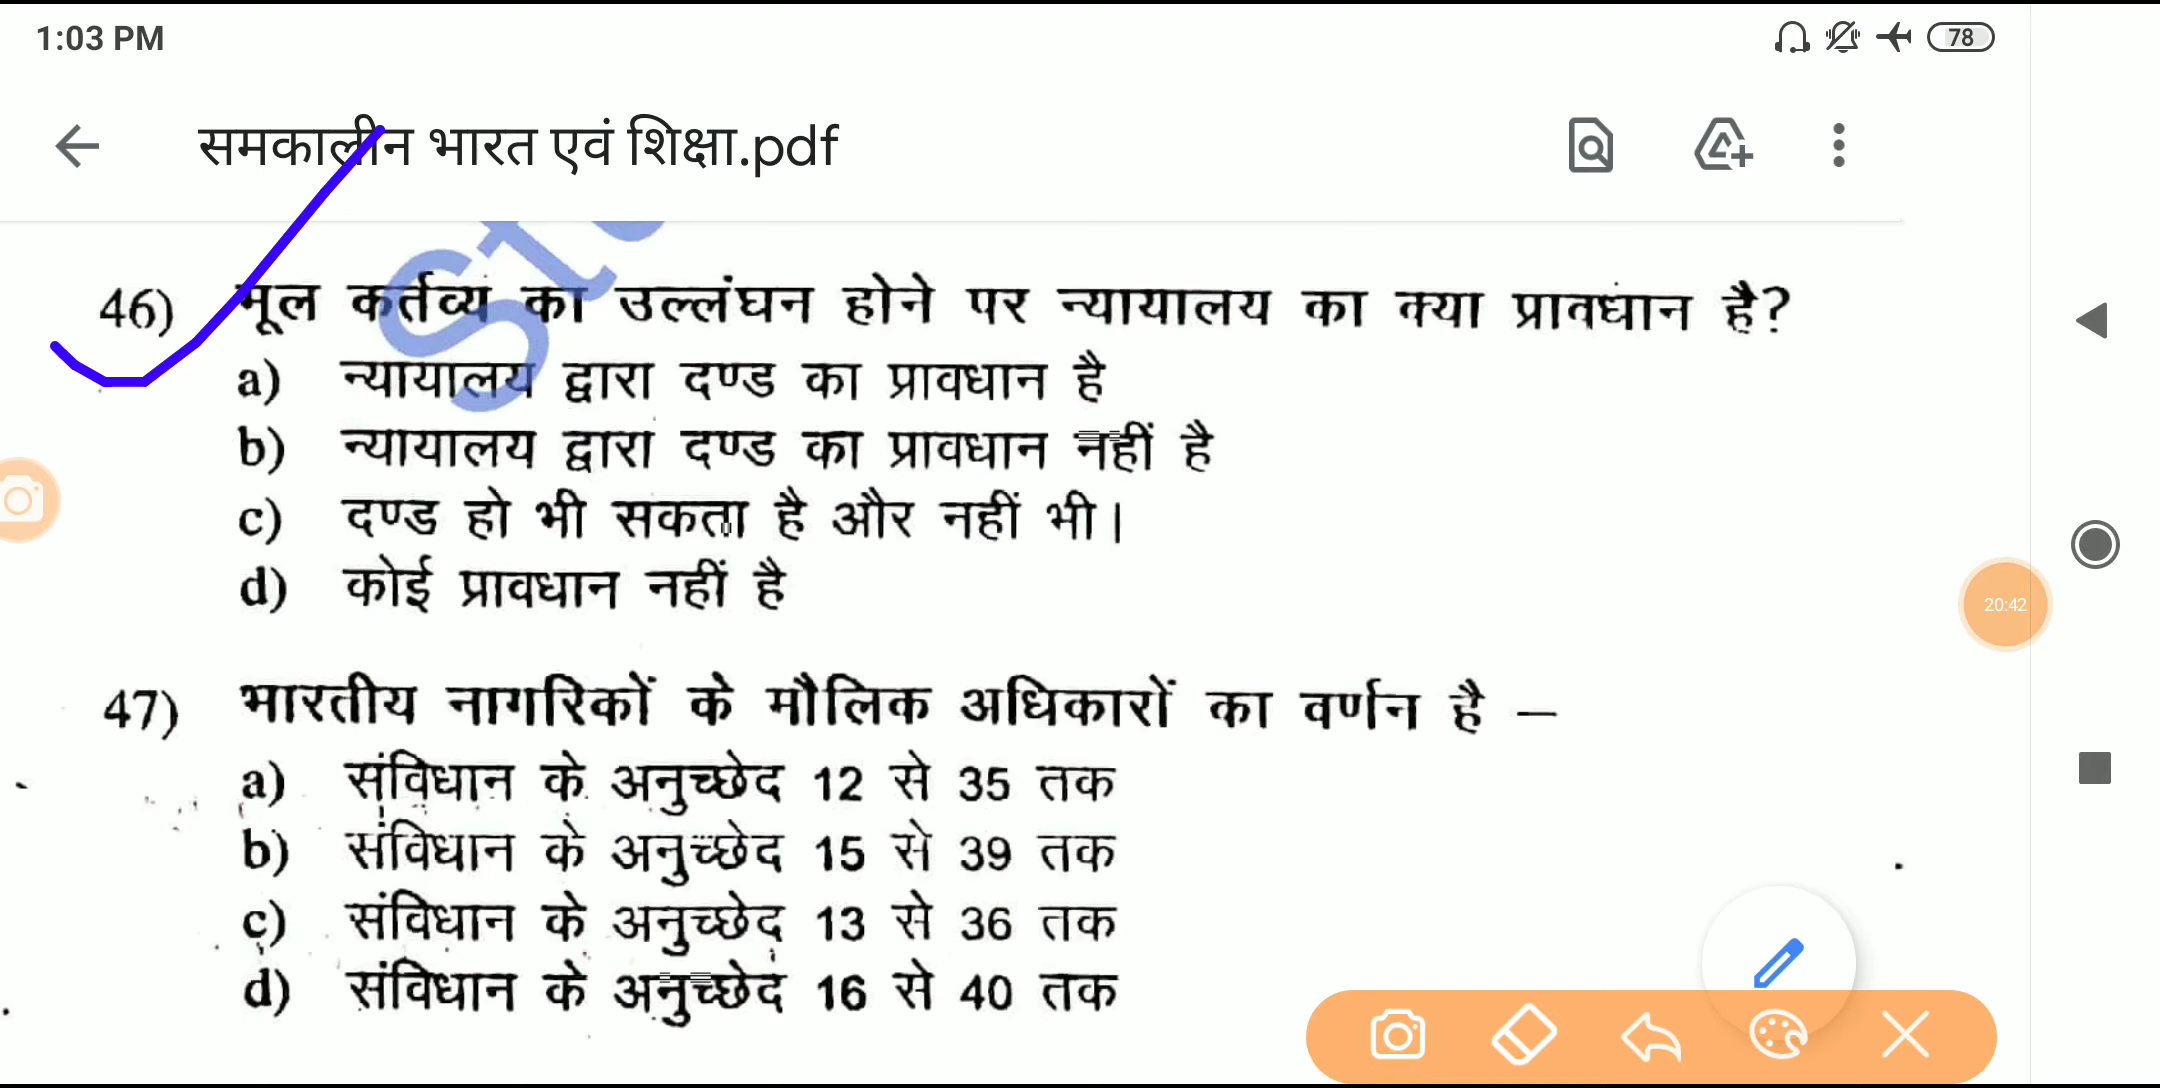 1:03 PM
78
समकालीन भारत एवं शिक्षा.pdf
46) मूल कर्तव्य का उल्लंघन होने पर न्यायालय का क्या प्रावधान है?
a) न्यायालय द्वारा दण्ड का प्रावधान है
b) न्यायालय द्वारा दण्ड का प्रावधान नहीं है
c) दण्ड हो भी सकता है और नहीं भी।
d) कोई प्रावधान नहीं है
20:42
47) भारतीय नागरिकों के मौलिक अधिकारों का वर्णन है –
a) संविधान के अनुच्छेद 12 से 35 तक
b) संविधान के अनुच्छेद 15 से 39 तक
c) संविधान के अनुच्छेद 13 से 36 तक
d) संविधान के अनुच्छेद 16 से 40 तक